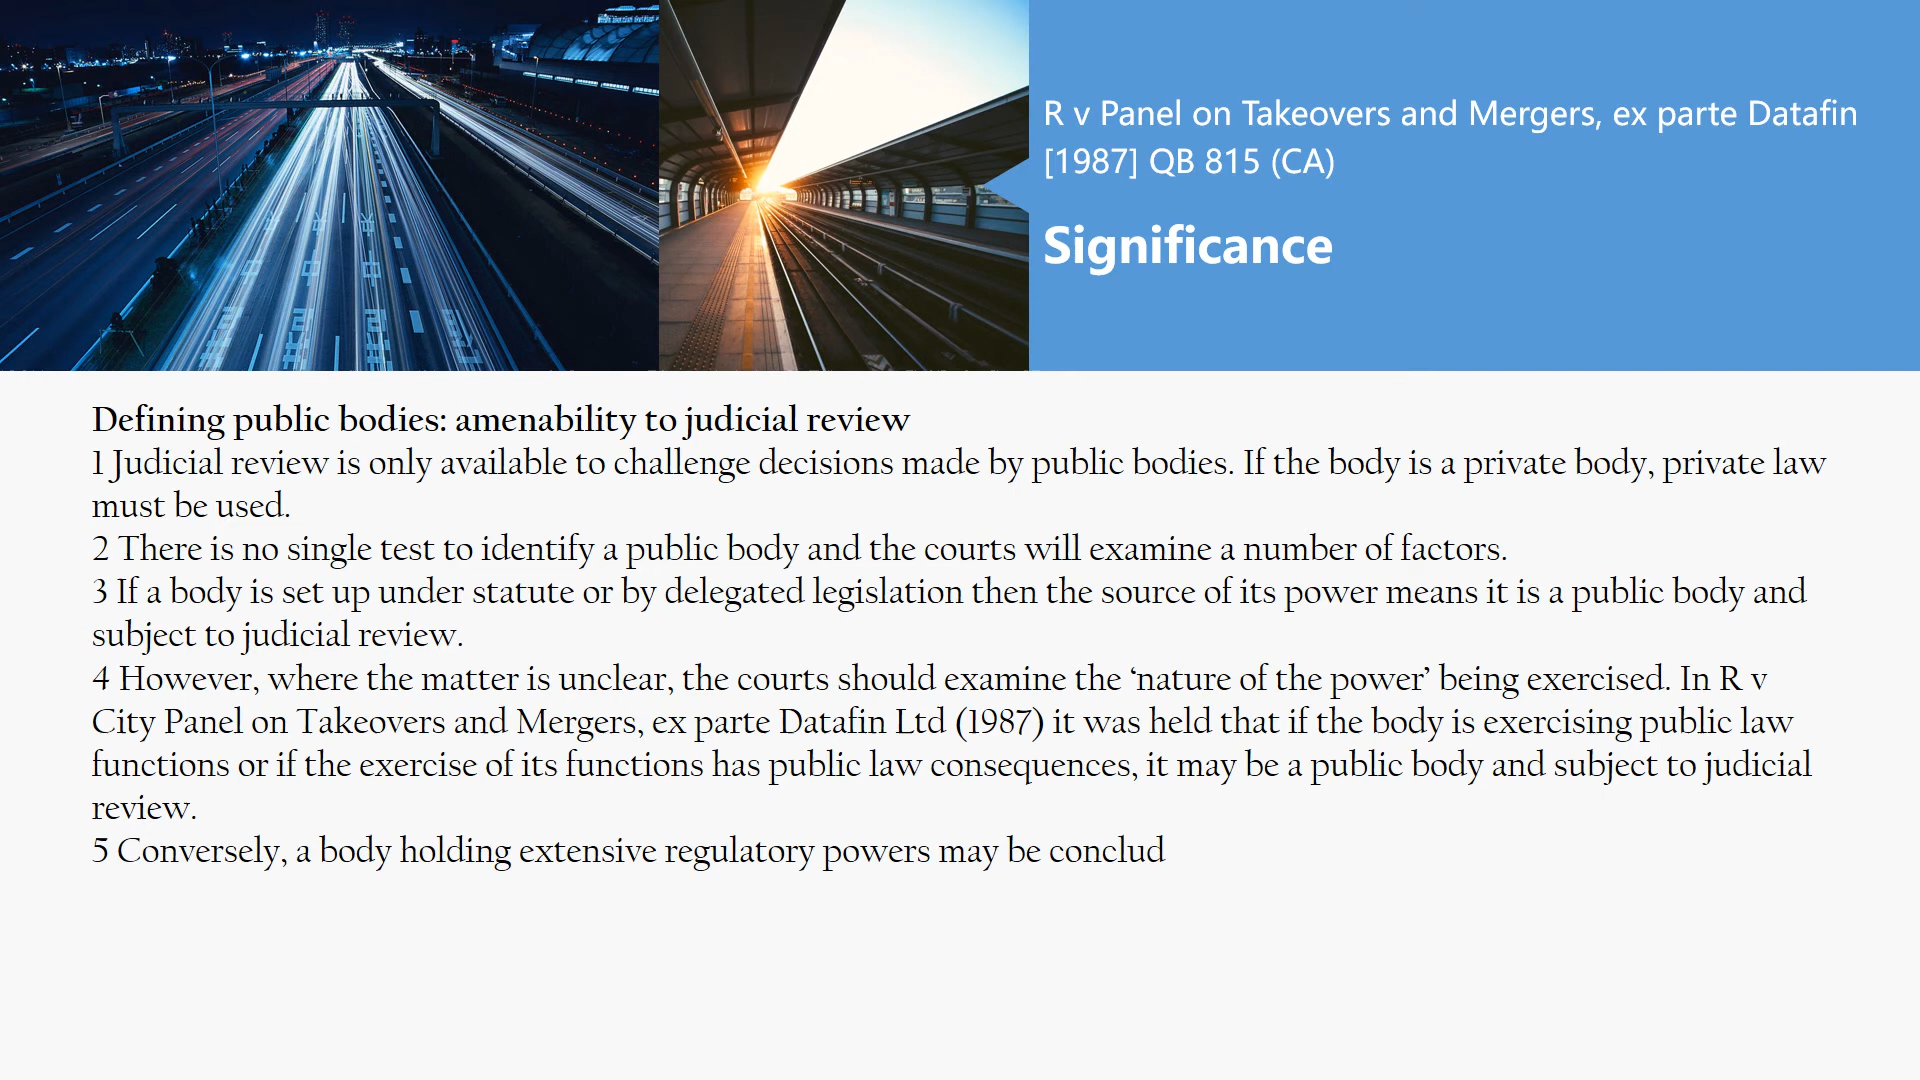 R v Panel on Takeovers and Mergers, ex parte Datafin
[1987] QB 815 (CA)
Significance
Defining public bodies: amenability to judicial review
1 Judicial review is only available to challenge decisions made by public bodies. If the body is a private body, private law
must be used.
2 There is no single test to identify a public body and the courts will examine a number of factors.
3 If a body is set up under statute or by delegated legislation then the source of its power means it is a public body and
subject to judicial review.
4 However, where the matter is unclear, the courts should examine the ‘nature of the power’ being exercised. In R v
City Panel on Takeovers and Mergers, ex parte Datafin Ltd (1987) it was held that if the body is exercising public law
functions or if the exercise of its functions has public law consequences, it may be a public body and subject to judicial
review.
5 Conversely, a body holding extensive regulatory powers may be conclud